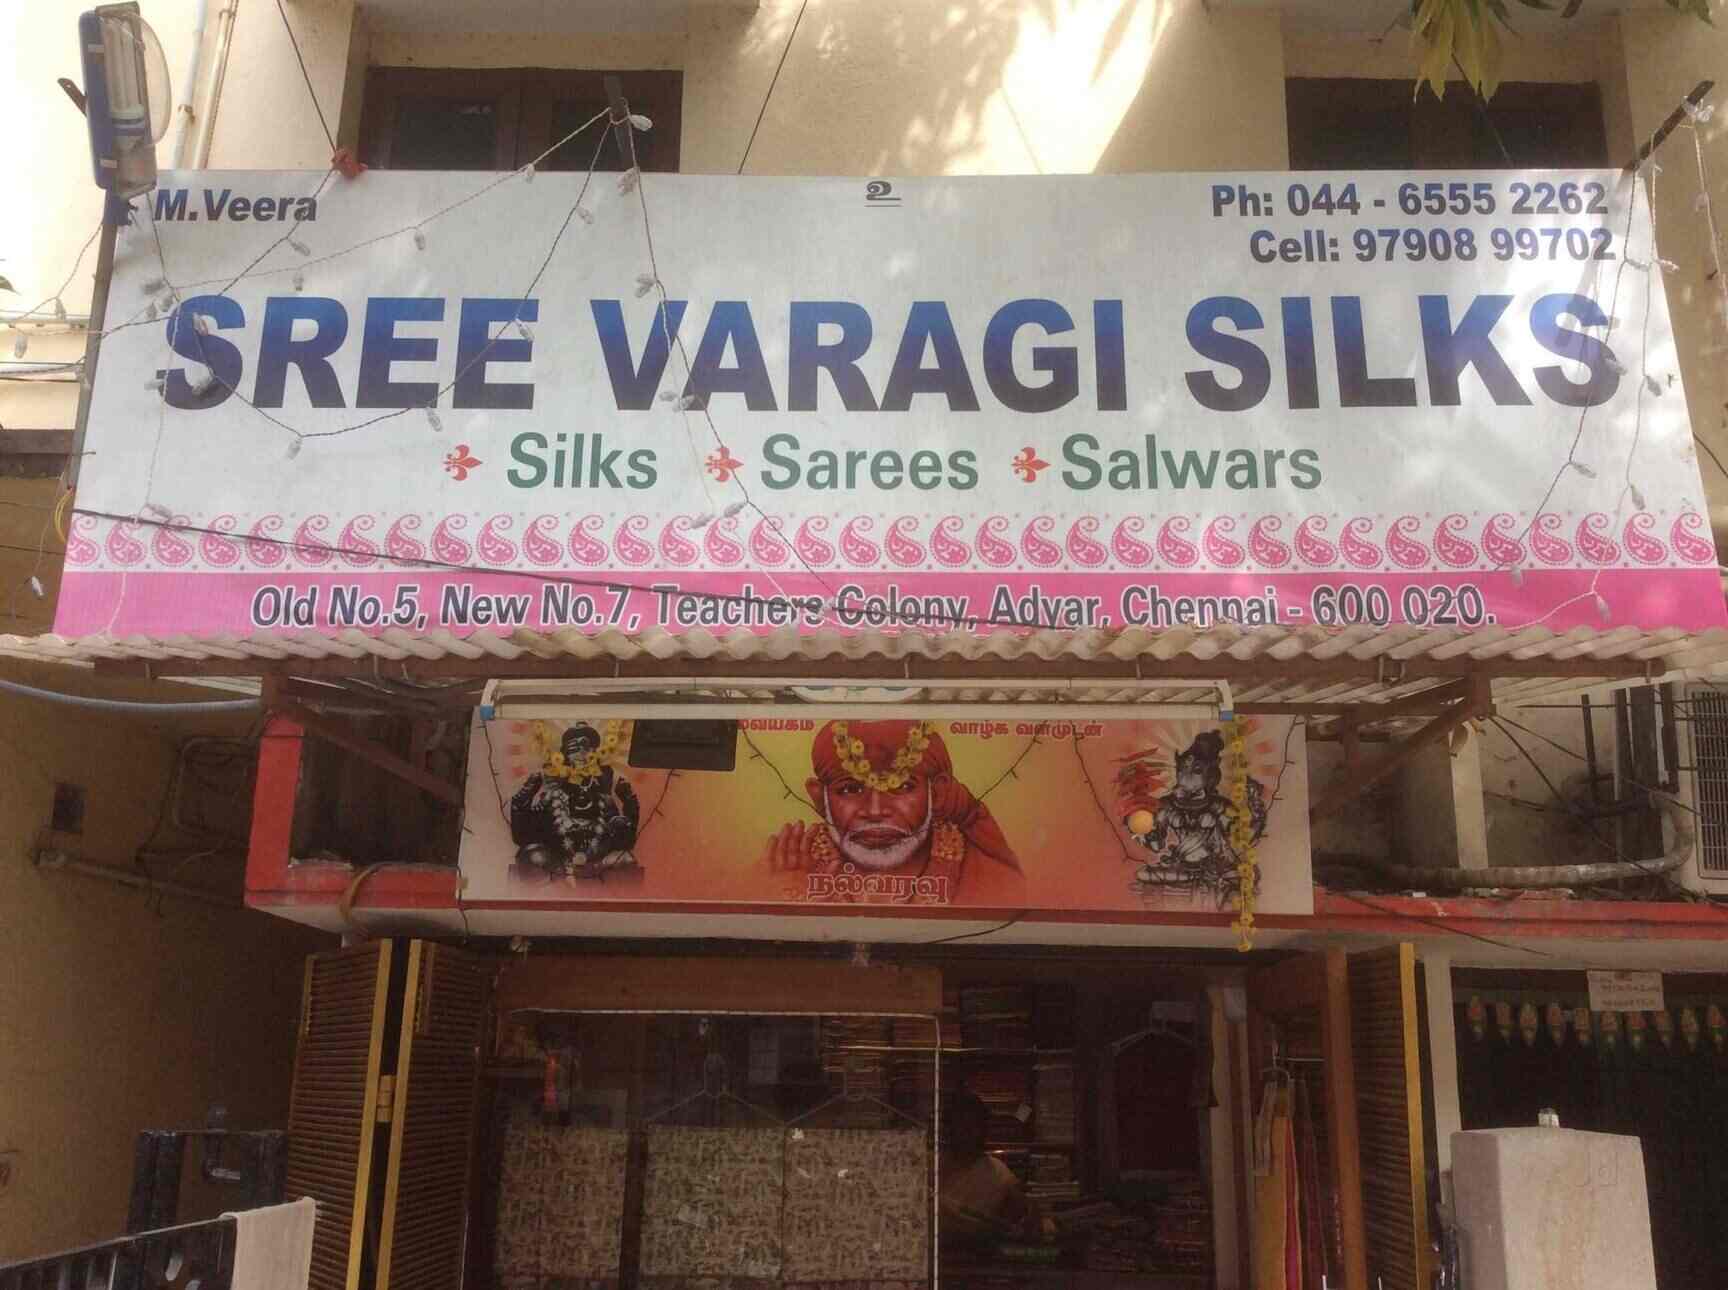 M.Veera
உ
Ph: 044 - 6555 2262
Cell: 97908 99702
SREE VARAGI SILKS
Silks Sarees Salwars
Old No.5, New No.7, Teachers Colony, Adyar, Chennai - 600 020.
வாழ்க வளமுடன்
நல்வரவு